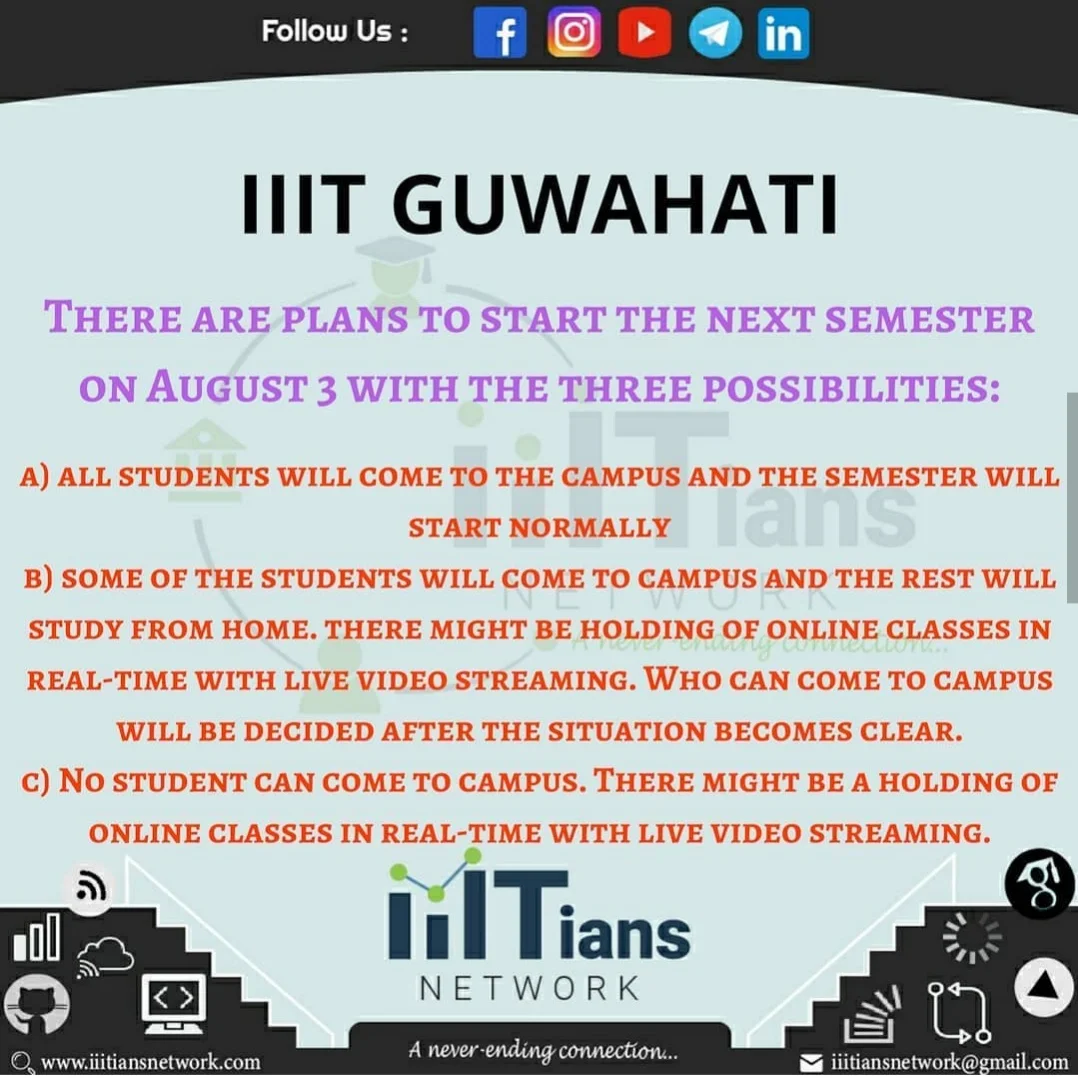 Follow Us :
IIIT GUWAHATI
There are plans to start the next semester
on August 3 with the three possibilities:
a) all students will come to the campus and the semester will
start normally
b) some of the students will come to campus and the rest will
study from home. there might be holding of online classes in
real-time with live video streaming. Who can come to campus
will be decided after the situation becomes clear.
c) No student can come to campus. There might be a holding of
online classes in real-time with live video streaming.
iiITians
NETWORK
A never-ending connection...
iiITians
NETWORK
A never-ending connection...
www.iiitiansnetwork.com
iiitiansnetwork@gmail.com